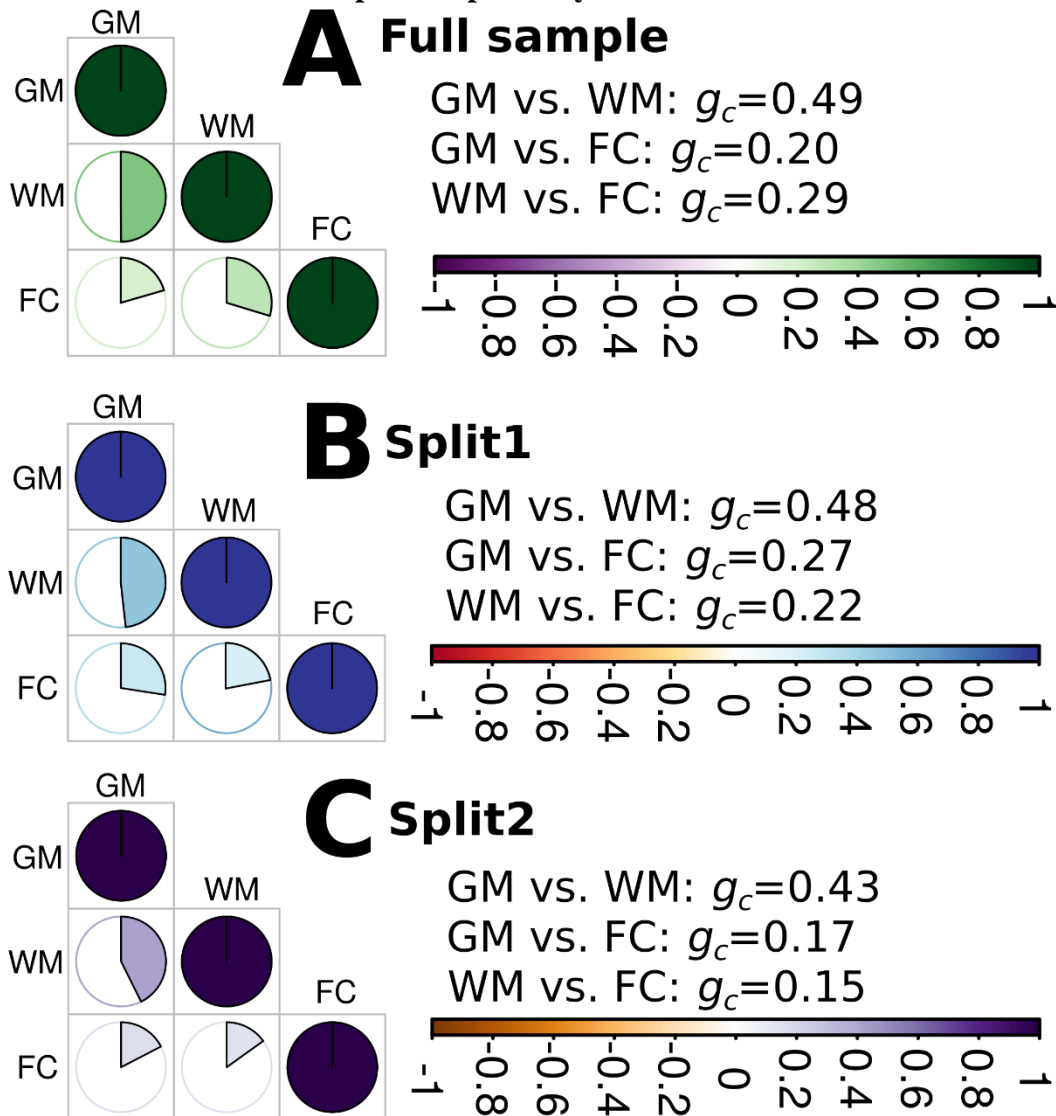 GM
A Full sample
GM
WM
GM vs. WM: gc=0.49
GM vs. FC: gc=0.20
WM vs. FC: gc=0.29
WM
FC
FC
-1 -0.8 -0.6 -0.4 -0.2 0 0.2 0.4 0.6 0.8 1
GM
B Split1
GM
WM
GM vs. WM: gc=0.48
GM vs. FC: gc=0.27
WM vs. FC: gc=0.22
WM
FC
FC
-1 -0.8 -0.6 -0.4 -0.2 0 0.2 0.4 0.6 0.8 1
GM
C Split2
GM
WM
GM vs. WM: gc=0.43
GM vs. FC: gc=0.17
WM vs. FC: gc=0.15
WM
FC
FC
-1 -0.8 -0.6 -0.4 -0.2 0 0.2 0.4 0.6 0.8 1